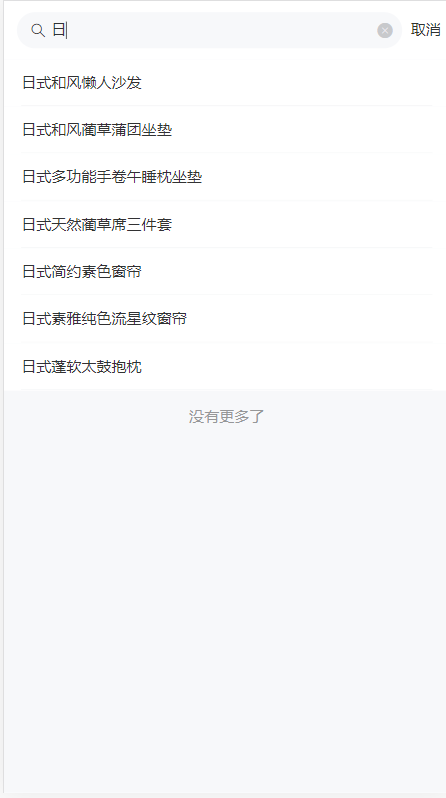 日 取消
日式和风懒人沙发
日式和风蔺草蒲团坐垫
日式多功能手卷午睡枕坐垫
日式天然蔺草席三件套
日式简约素色窗帘
日式素雅纯色流星纹窗帘
日式蓬软太鼓抱枕
没有更多了